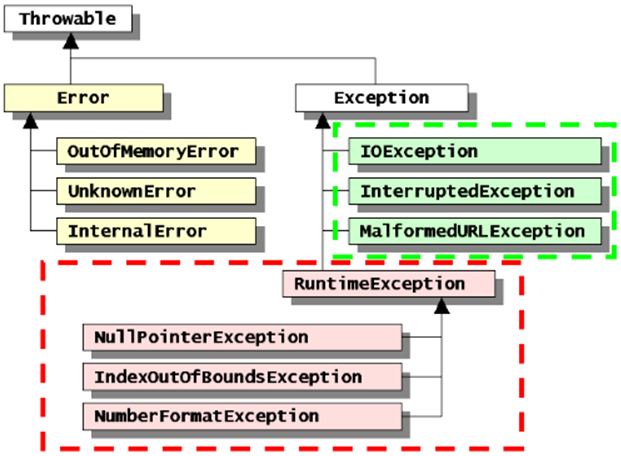 Throwable
Error
Exception
OutOfMemoryError
IOException
UnknownError
InterruptedException
InternalError
MalformedURLException
RuntimeException
NullPointerException
IndexOutOfBoundsException
NumberFormatException